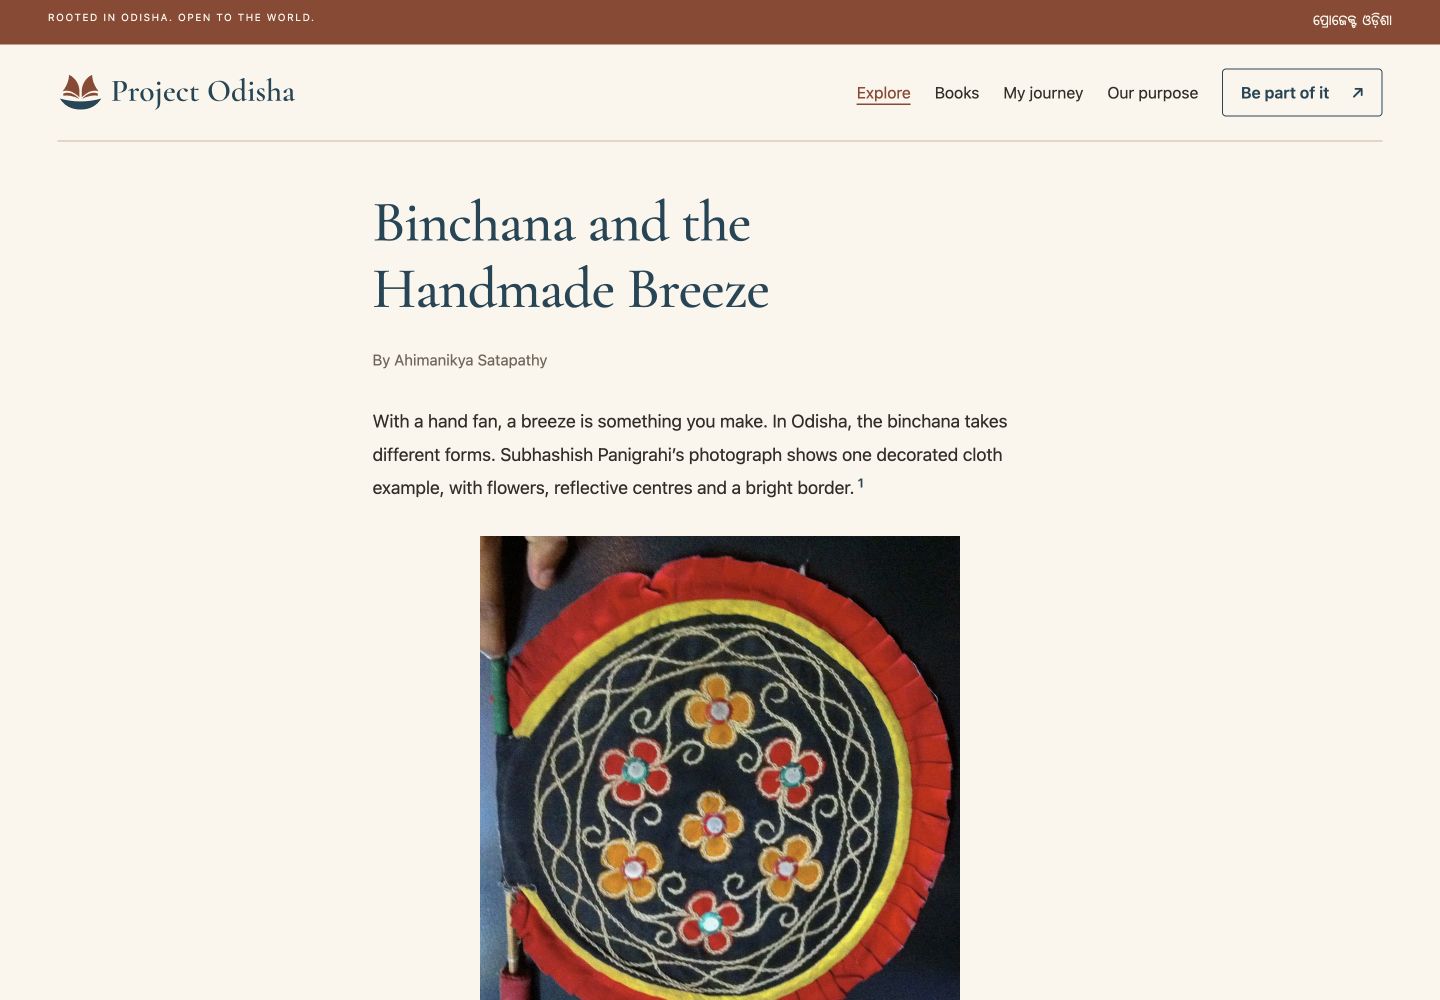 ROOTED IN ODISHA. OPEN TO THE WORLD.
ପ୍ରୋଜେକ୍ଟ ଓଡ଼ିଶା
Project Odisha
Explore
Books
My journey
Our purpose
Be part of it
Binchana and the
Handmade Breeze
By Ahimanikya Satapathy
With a hand fan, a breeze is something you make. In Odisha, the binchana takes
different forms. Subhashish Panigrahi’s photograph shows one decorated cloth
example, with flowers, reflective centres and a bright border. 1